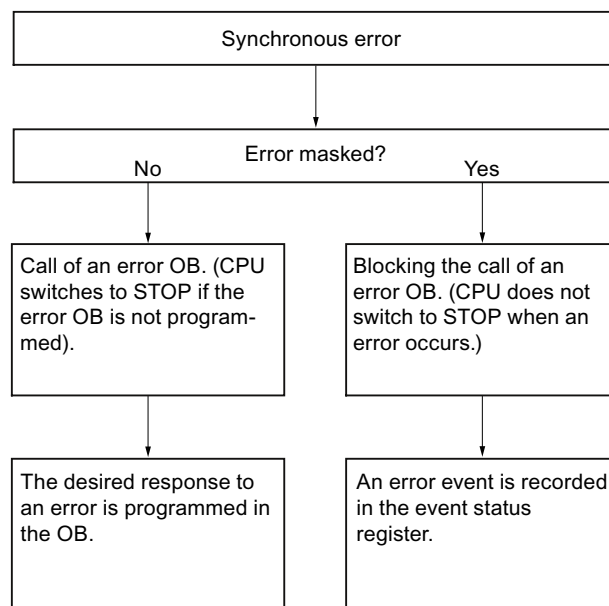 Synchronous error
Error masked?
No
Yes
Call of an error OB. (CPU
switches to STOP if the
error OB is not program-
med).
Blocking the call of an
error OB. (CPU does not
switch to STOP when an
error occurs.)
The desired response to
an error is programmed in
the OB.
An error event is recorded
in the event status
register.